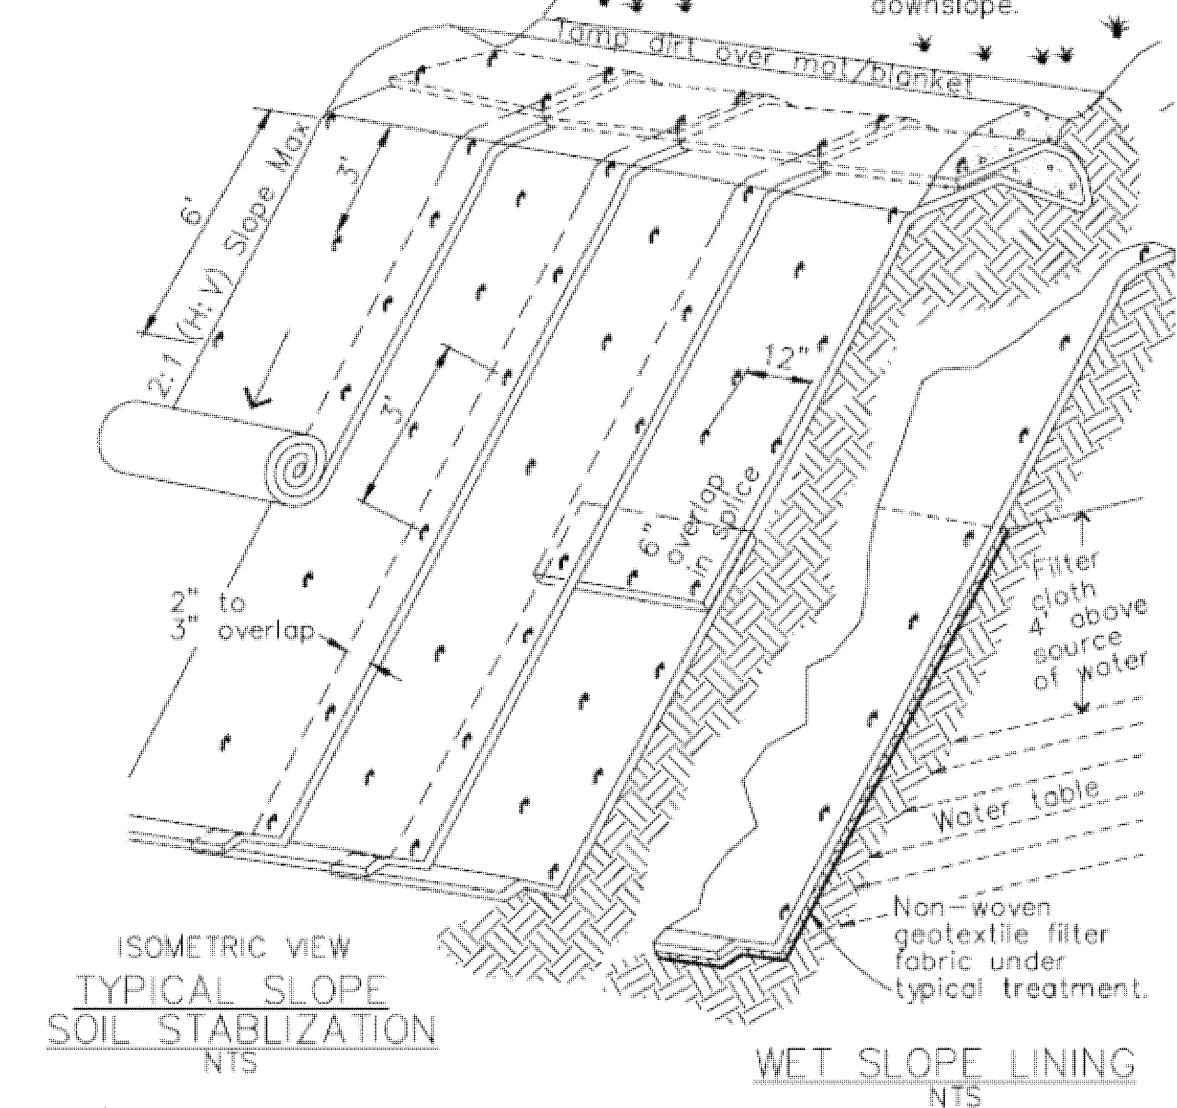 downslope.
Tamp dirt over mat/blanket
6'
3'
2:1 (H: V) Slope Max
12"
3'
6"
overlap
in splice
2" to
3" overlap
Filter
cloth
4' above
source
of water
Water table
Non-woven
geotextile filter
fabric under
typical treatment.
ISOMETRIC VIEW
TYPICAL SLOPE
SOIL STABLIZATION
NTS
WET SLOPE LINING
NTS